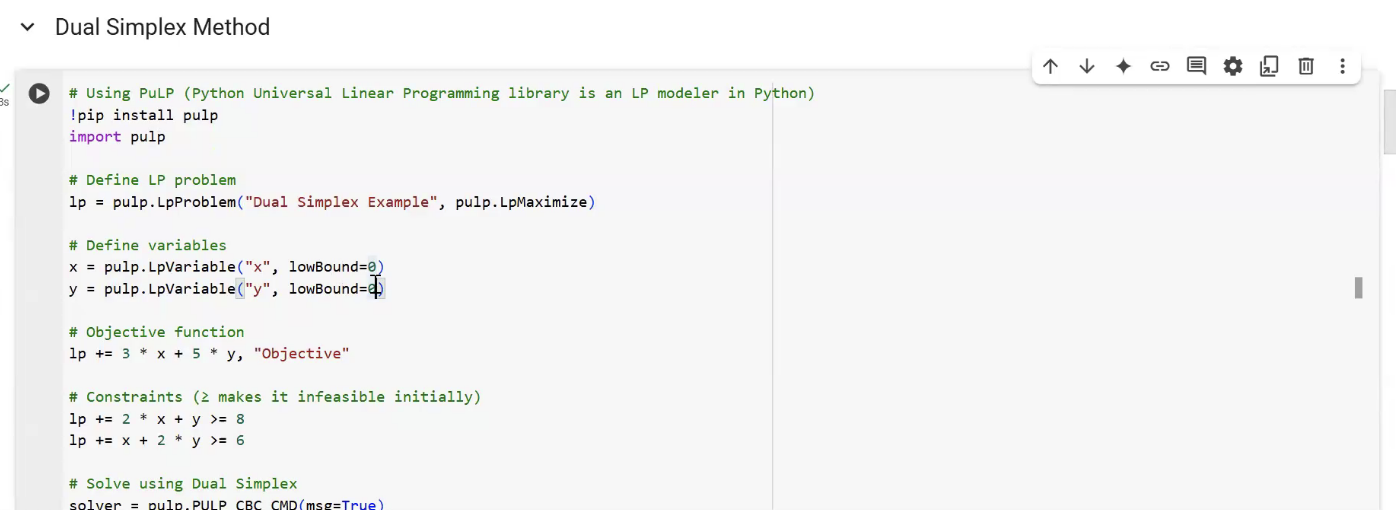 Dual Simplex Method
3s
# Using PuLP (Python Universal Linear Programming library is an LP modeler in Python)
!pip install pulp
import pulp
# Define LP problem
lp = pulp.LpProblem("Dual Simplex Example", pulp.LpMaximize)
# Define variables
x = pulp.LpVariable("x", lowBound=0)
y = pulp.LpVariable("y", lowBound=0)
# Objective function
lp += 3 * x + 5 * y, "Objective"
# Constraints (≥ makes it infeasible initially)
lp += 2 * x + y >= 8
lp += x + 2 * y >= 6
# Solve using Dual Simplex
solver = pulp.PULP_CBC_CMD(msg=True)